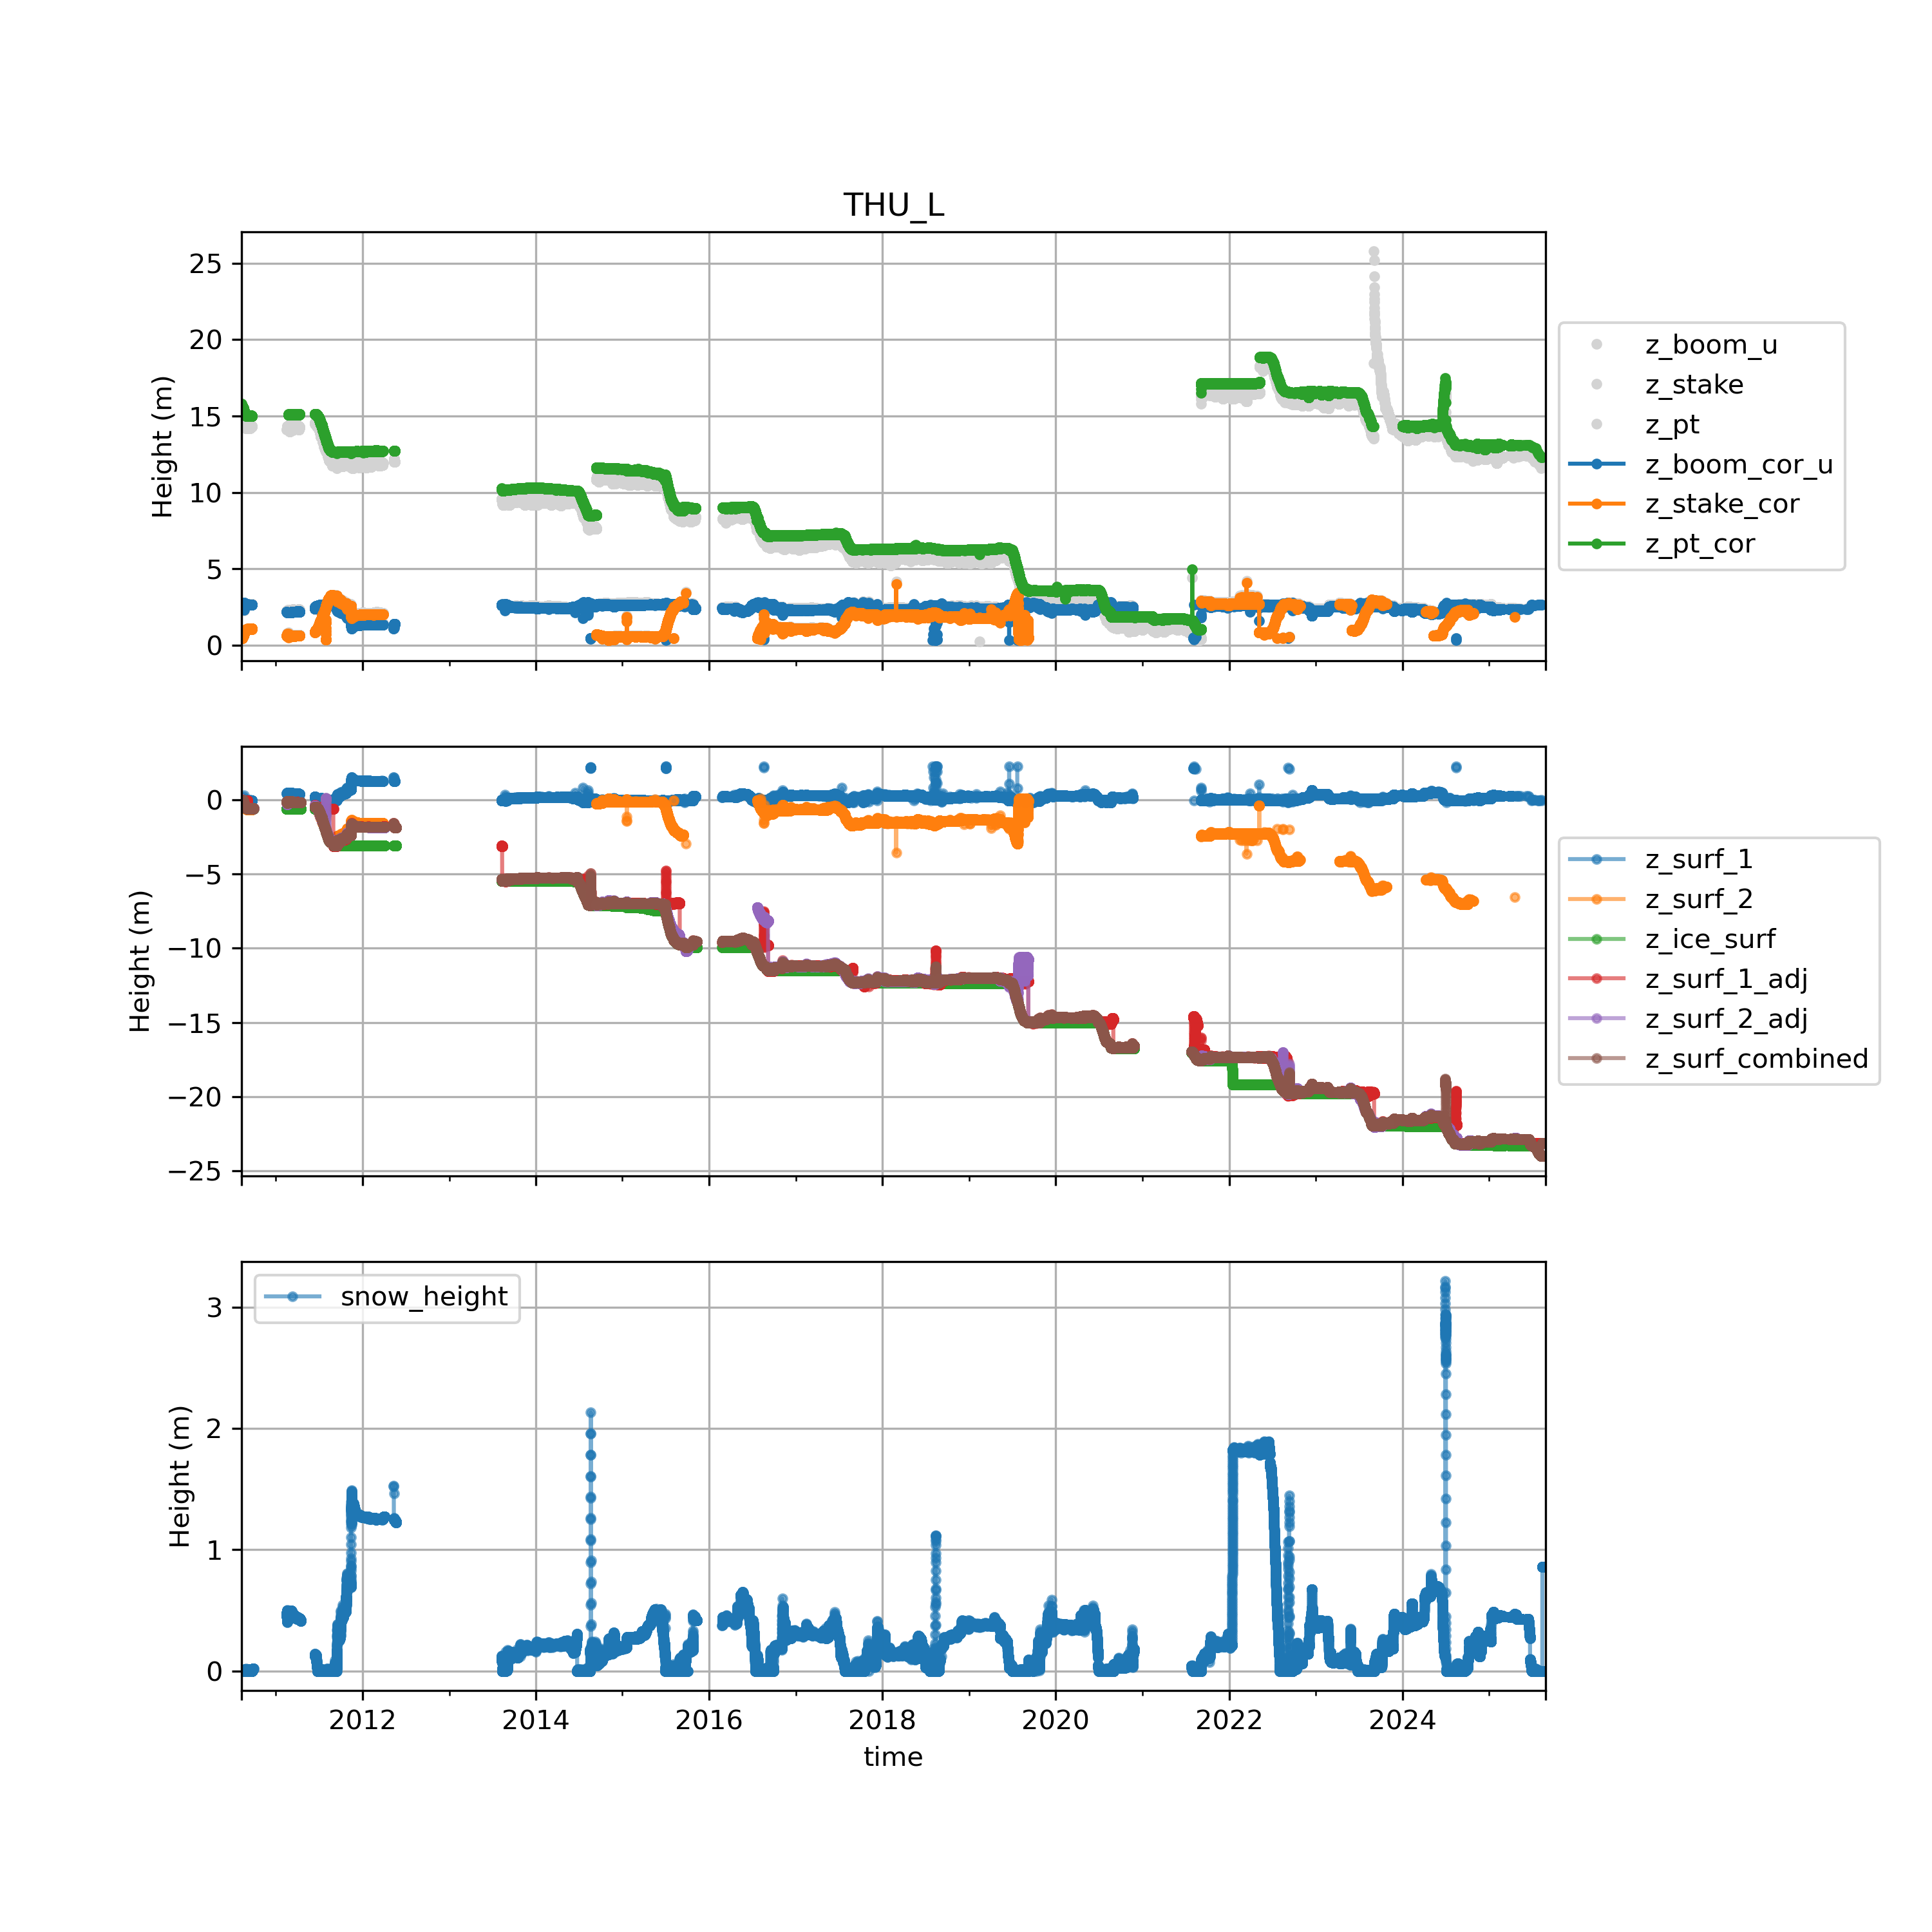 THU_L
Height (m)
25
20
15
10
5
0
z_boom_u
z_stake
z_pt
z_boom_cor_u
z_stake_cor
z_pt_cor
Height (m)
0
−5
−10
−15
−20
−25
z_surf_1
z_surf_2
z_ice_surf
z_surf_1_adj
z_surf_2_adj
z_surf_combined
Height (m)
3
2
1
0
snow_height
2012 2014 2016 2018 2020 2022 2024
time